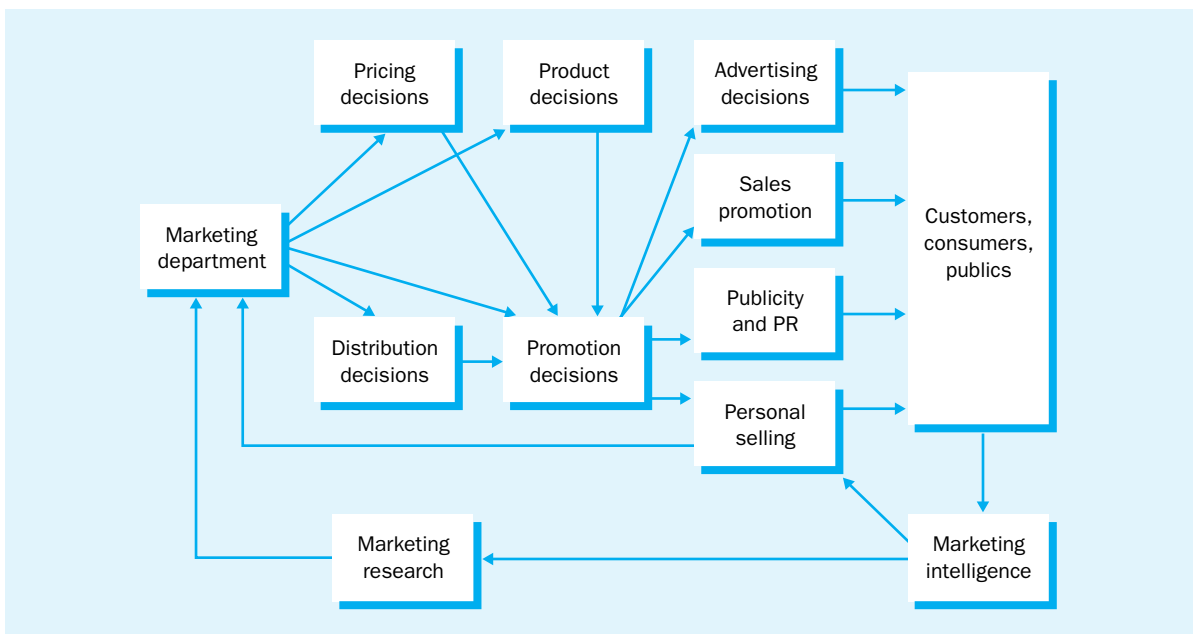 Pricing
decisions
Product
decisions
Advertising
decisions
Sales
promotion
Customers,
consumers,
publics
Marketing
department
Publicity
and PR
Distribution
decisions
Promotion
decisions
Personal
selling
Marketing
research
Marketing
intelligence